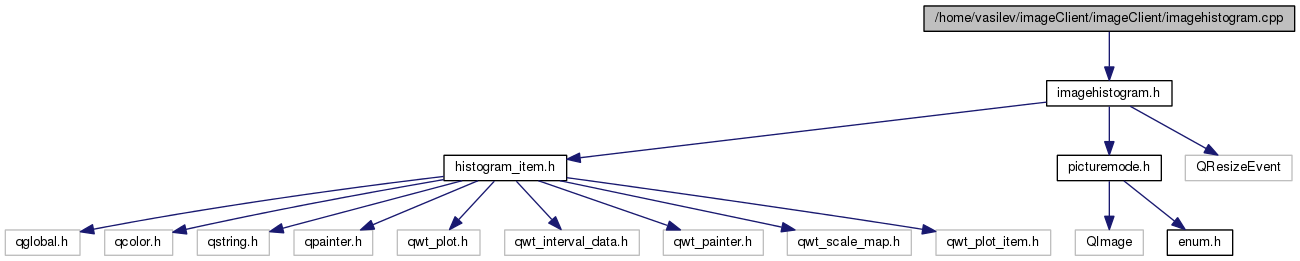 /home/vasilev/imageClient/imageClient/imagehistogram.cpp
imagehistogram.h
histogram_item.h
picturemode.h
QResizeEvent
qglobal.h
qcolor.h
qstring.h
qpainter.h
qwt_plot.h
qwt_interval_data.h
qwt_painter.h
qwt_scale_map.h
qwt_plot_item.h
QImage
enum.h